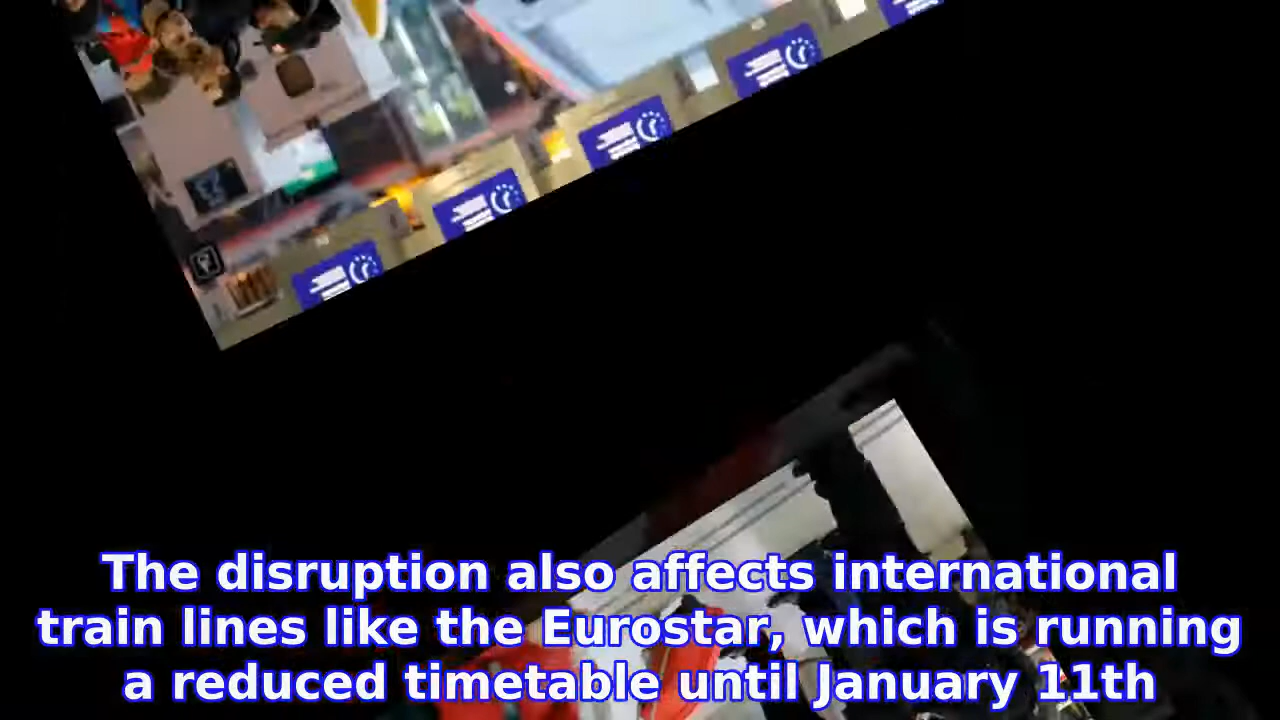 The disruption also affects international
train lines like the Eurostar, which is running
a reduced timetable until January 11th